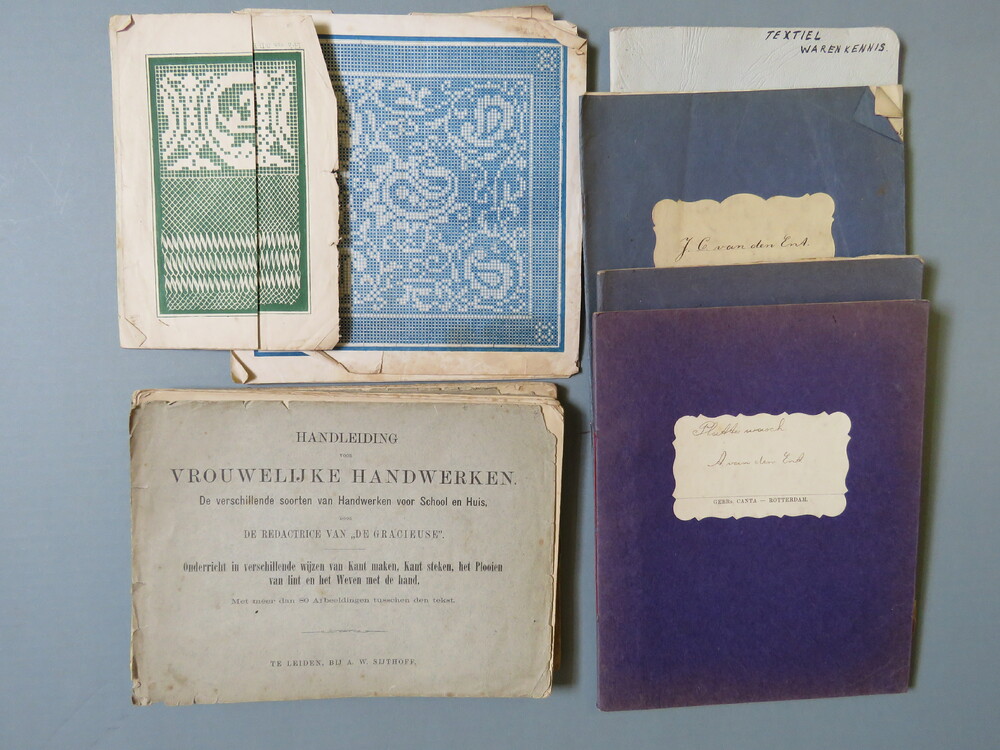 TEXTIEL
WARENKENNIS.
J. C van den Ent.
Platte
A van den Ent
GEBRs. CANTA — ROTTERDAM.
HANDLEIDING
VOOR
VROUWELIJKE HANDWERKEN.
De verschillende soorten van Handwerken voor School en Huis,
DOOR
DE REDACTRICE VAN „DE GRACIEUSE”.
Onderricht in verschillende wijzen van Kant maken, Kant steken, het Plooien
van lint en het Weven met de hand.
Met meer dan 80 Afbeeldingen tusschen den tekst.
TE LEIDEN, BIJ A. W. SIJTHOFF,